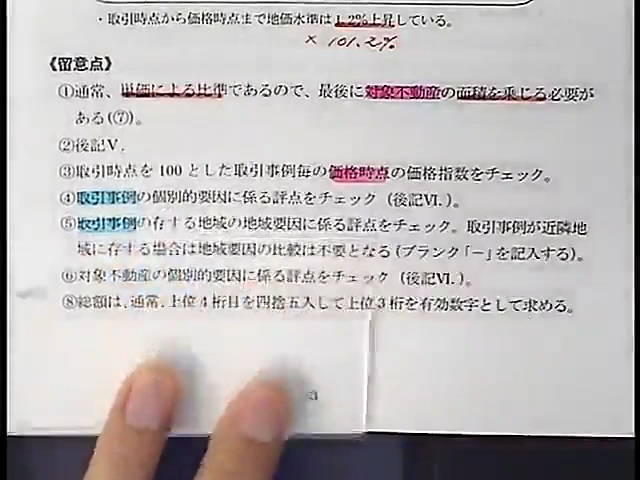 ・取引時点から価格時点まで地価水準は1.2%上昇している。
× 101.2%
《留意点》
①通常、単価による比準であるので、最後に対象不動産の面積を乗じる必要が
ある(⑦)。
②後記Ⅴ.
③取引時点を100とした取引事例毎の価格時点の価格指数をチェック。
④取引事例の個別的要因に係る評点をチェック(後記Ⅵ.)。
⑤取引事例の存する地域の地域要因に係る評点をチェック。取引事例が近隣地
域に存する場合は地域要因の比較は不要となる(ブランク「－」を記入する)。
⑥対象不動産の個別的要因に係る評点をチェック(後記Ⅵ.)。
⑧総額は、通常、上位4桁目を四捨五入して上位3桁を有効数字として求める。